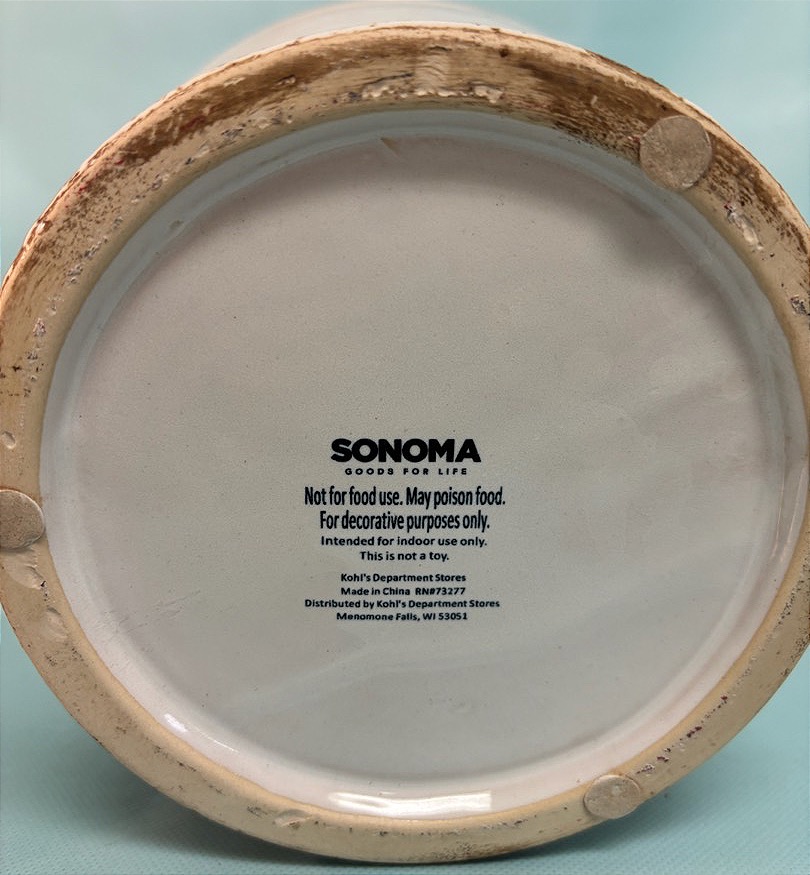 SONOMA
GOODS FOR LIFE
Not for food use. May poison food.
For decorative purposes only.
Intended for indoor use only.
This is not a toy.
Kohl's Department Stores
Made in China RN#73277
Distributed by Kohl's Department Stores
Menomone Falls, WI 53051